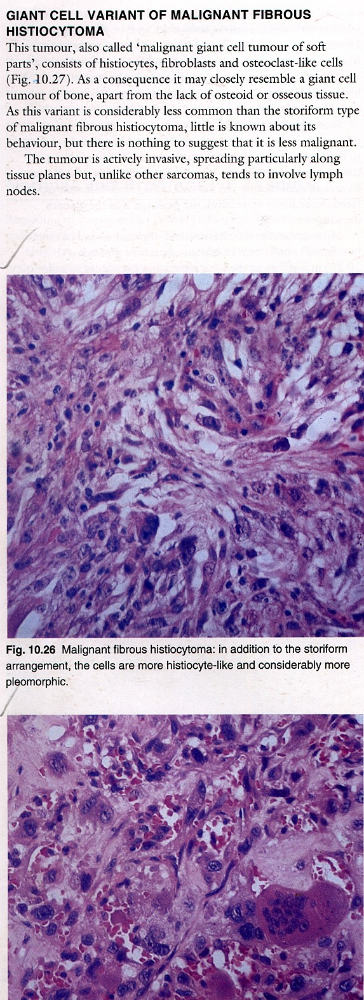 GIANT CELL VARIANT OF MALIGNANT FIBROUS
HISTIOCYTOMA
This tumour, also called ‘malignant giant cell tumour of soft
parts’, consists of histiocytes, fibroblasts and osteoclast-like cells
(Fig. 10.27). As a consequence it may closely resemble a giant cell
tumour of bone, apart from the lack of osteoid or osseous tissue.
As this variant is considerably less common than the storiform type
of malignant fibrous histiocytoma, little is known about its
behaviour, but there is nothing to suggest that it is less malignant.
The tumour is actively invasive, spreading particularly along
tissue planes but, unlike other sarcomas, tends to involve lymph
nodes.
Fig. 10.26 Malignant fibrous histiocytoma: in addition to the storiform
arrangement, the cells are more histiocyte-like and considerably more
pleomorphic.